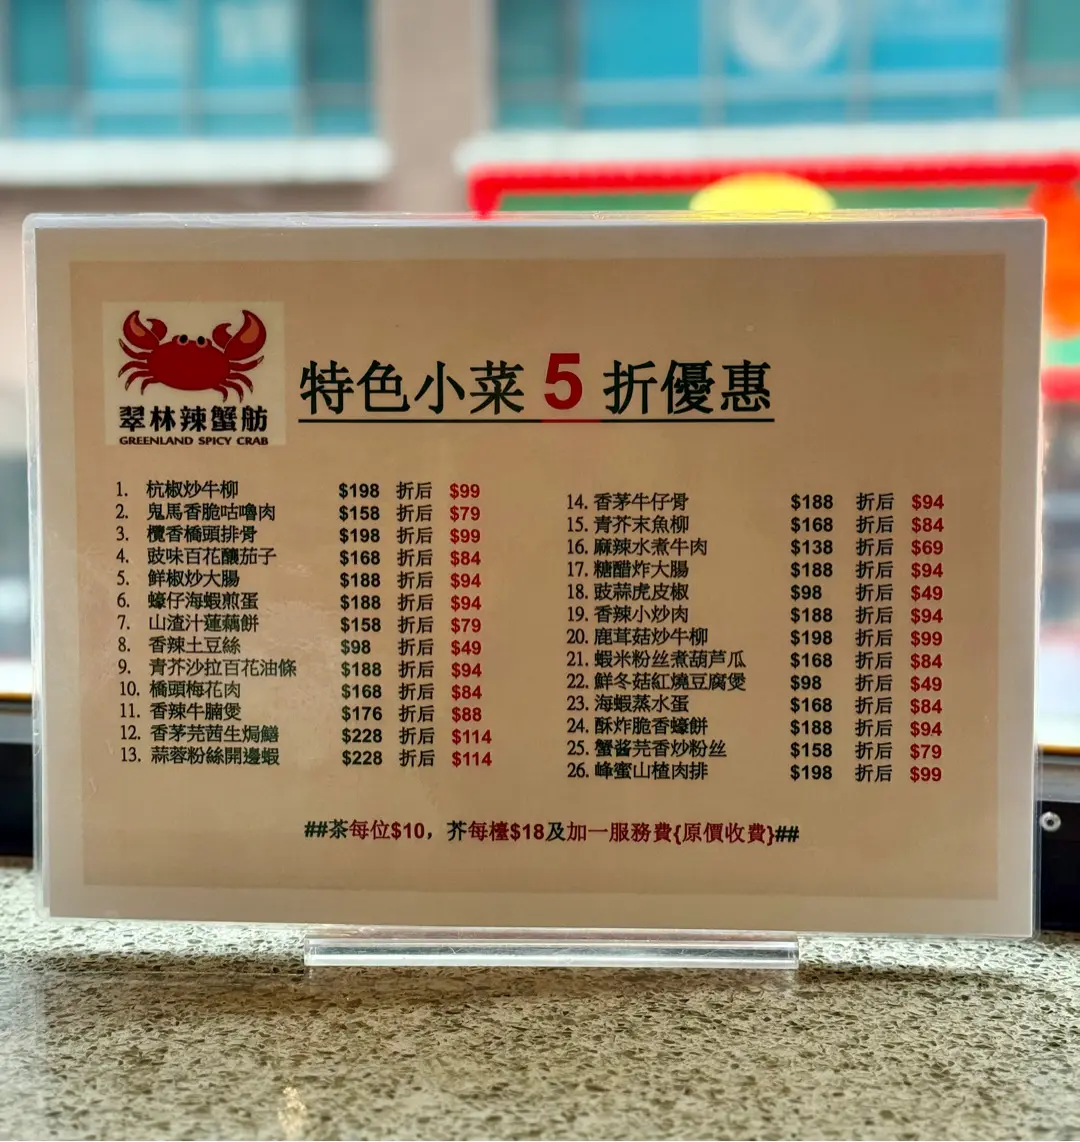 翠林辣蟹舫
GREENLAND SPICY CRAB
特色小菜 5 折優惠
1. 杭椒炒牛柳 $198 折后 $99
2. 鬼馬香脆咕嚕肉 $158 折后 $79
3. 欖香橋頭排骨 $198 折后 $99
4. 豉味百花釀茄子 $168 折后 $84
5. 鮮椒炒大腸 $188 折后 $94
6. 蠔仔海蝦煎蛋 $188 折后 $94
7. 山渣汁蓮藕餅 $158 折后 $79
8. 香辣土豆絲 $98 折后 $49
9. 青芥沙拉百花油條 $188 折后 $94
10. 橋頭梅花肉 $168 折后 $84
11. 香辣牛腩煲 $176 折后 $88
12. 香茅芫茜生焗鱔 $228 折后 $114
13. 蒜蓉粉絲開邊蝦 $228 折后 $114
14. 香茅牛仔骨 $188 折后 $94
15. 青芥末魚柳 $168 折后 $84
16. 麻辣水煮牛肉 $138 折后 $69
17. 糖醋炸大腸 $188 折后 $94
18. 豉蒜虎皮椒 $98 折后 $49
19. 香辣小炒肉 $188 折后 $94
20. 鹿茸菇炒牛柳 $198 折后 $99
21. 蝦米粉丝煮葫芦瓜 $168 折后 $84
22. 鮮冬菇紅燒豆腐煲 $98 折后 $49
23. 海蝦蒸水蛋 $168 折后 $84
24. 酥炸脆香蠔餅 $188 折后 $94
25. 蟹酱芫香炒粉丝 $158 折后 $79
26. 峰蜜山楂肉排 $198 折后 $99
##茶每位$10，芥每檯$18及加一服務費{原價收費}##